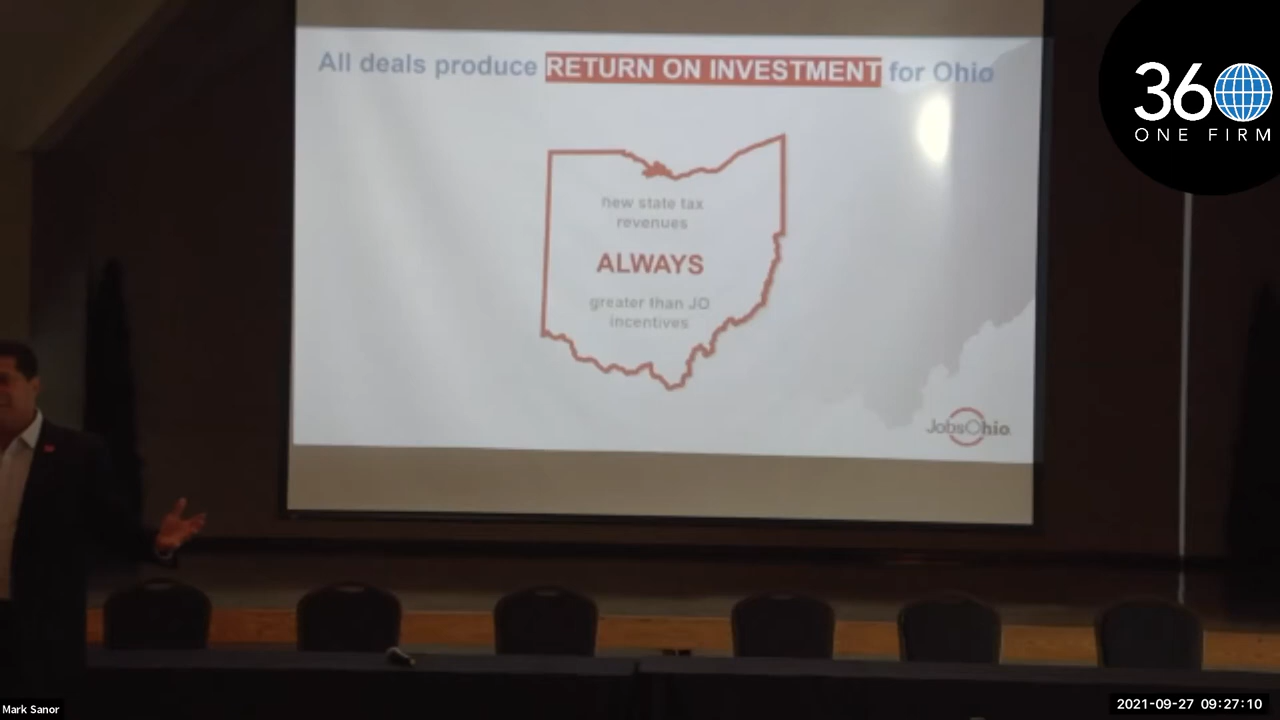 All deals produce RETURN ON INVESTMENT for Ohio
new state tax
revenues
ALWAYS
greater than JO
incentives
JobsOhio
360
ONE FIRM
Mark Sanor
2021-09-27 09:27:10